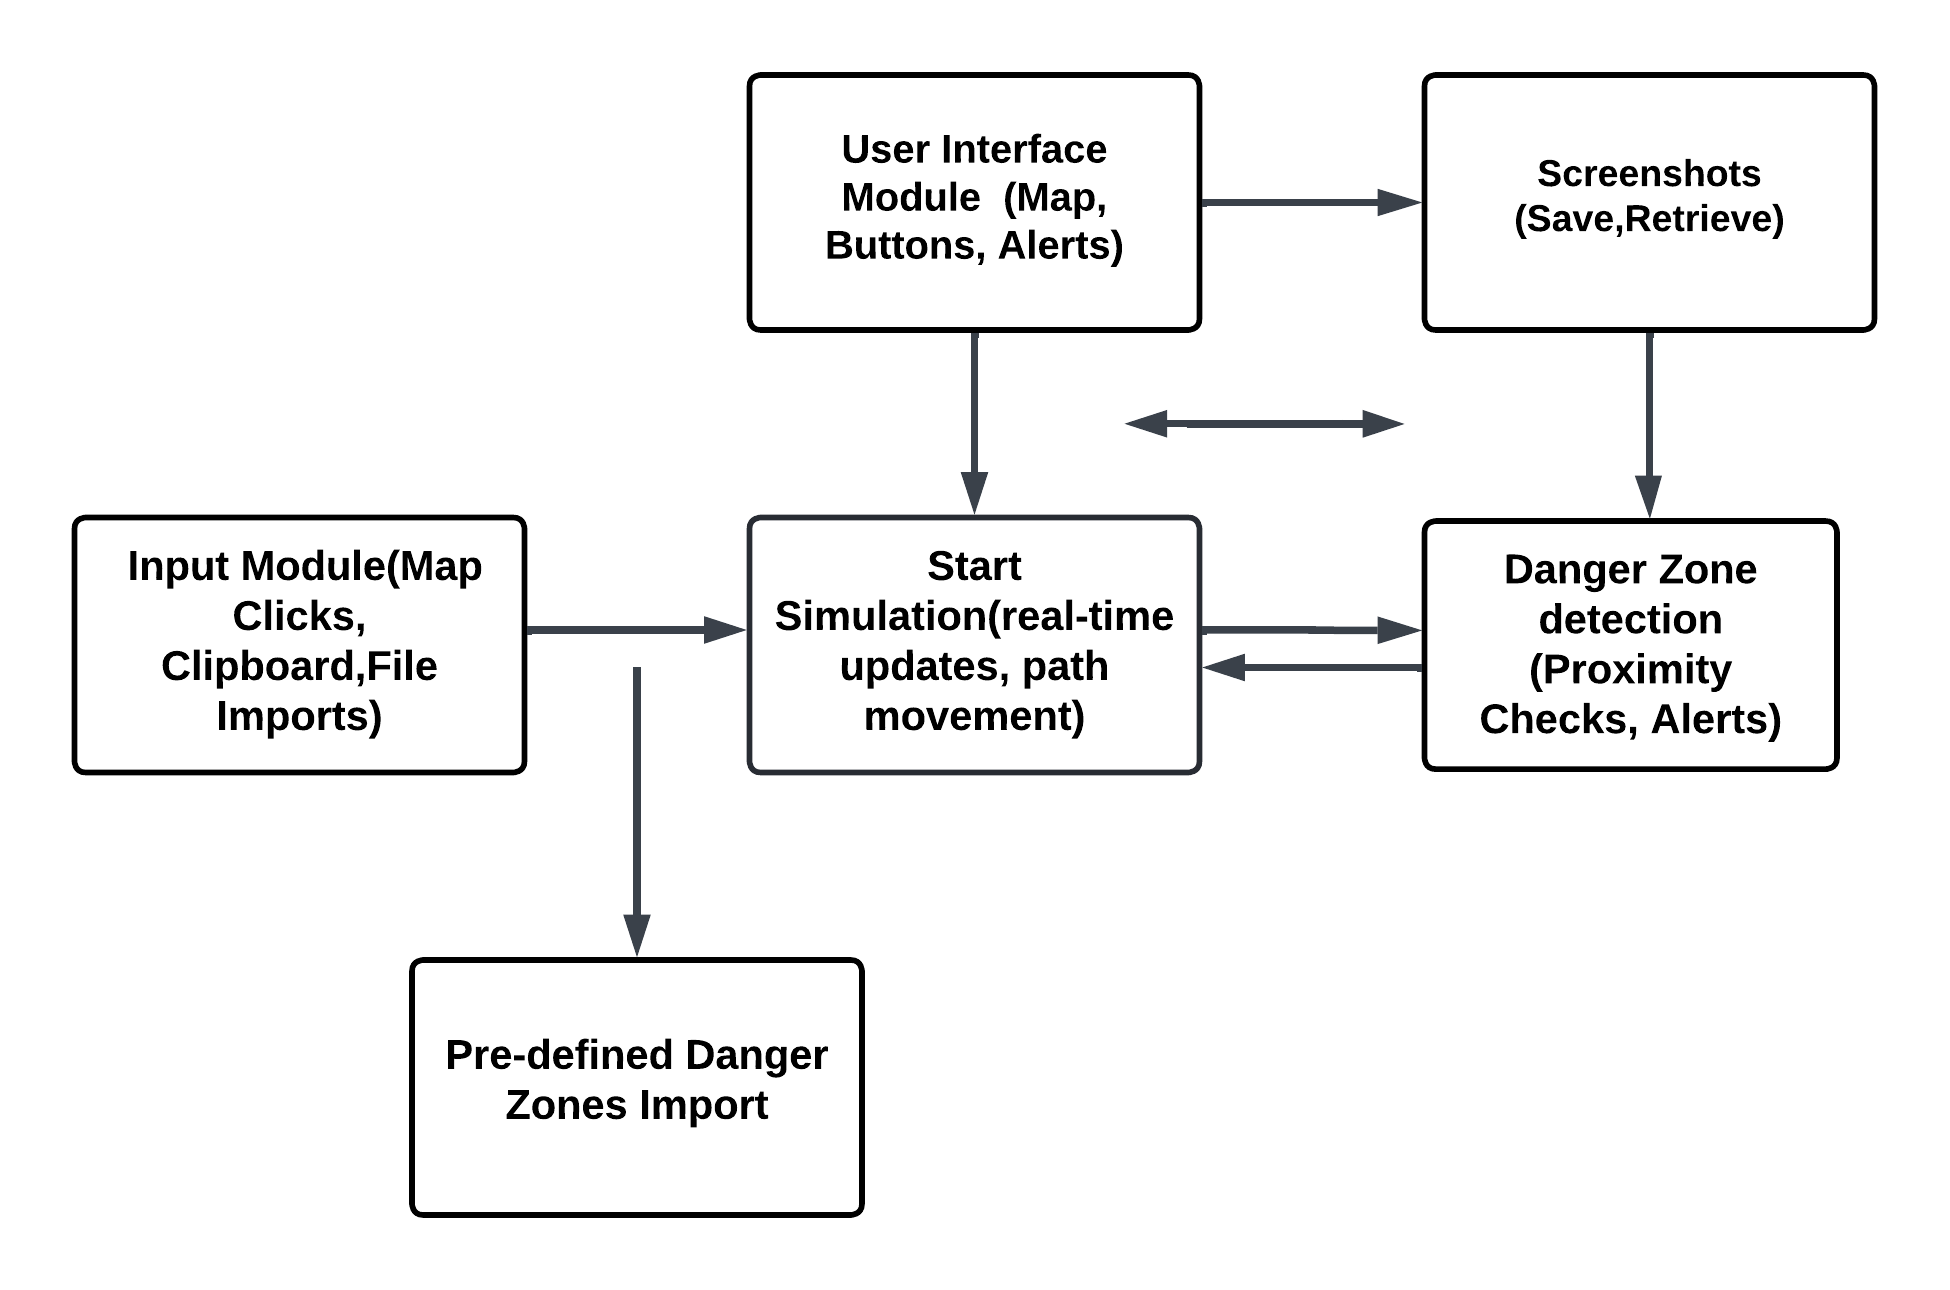 User Interface
Module  (Map,
Buttons, Alerts)
Screenshots
(Save,Retrieve)
Input Module(Map
Clicks,
Clipboard,File
Imports)
Start
Simulation(real-time
updates, path
movement)
Danger Zone
detection
(Proximity
Checks, Alerts)
Pre-defined Danger
Zones Import